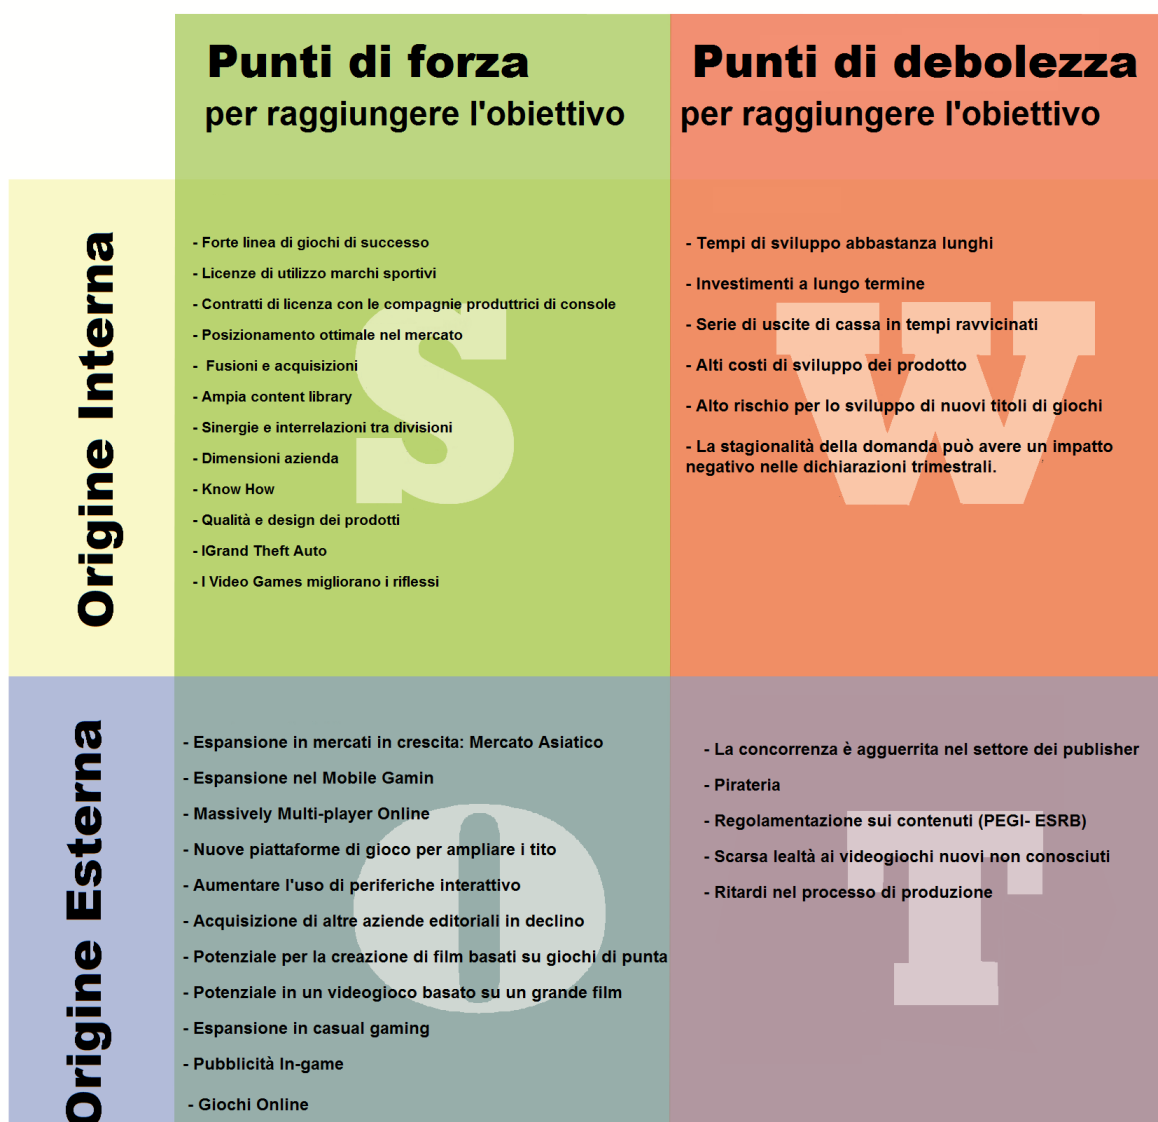 Punti di forza
per raggiungere l'obiettivo
Punti di debolezza
per raggiungere l'obiettivo
Origine Interna
- Forte linea di giochi di successo
- Licenze di utilizzo marchi sportivi
- Contratti di licenza con le compagnie produttrici di console
- Posizionamento ottimale nel mercato
- Fusioni e acquisizioni
- Ampia content library
- Sinergie e interrelazioni tra divisioni
- Dimensioni azienda
- Know How
- Qualità e design dei prodotti
- IGrand Theft Auto
- I Video Games migliorano i riflessi
S
- Tempi di sviluppo abbastanza lunghi
- Investimenti a lungo termine
- Serie di uscite di cassa in tempi ravvicinati
- Alti costi di sviluppo dei prodotto
- Alto rischio per lo sviluppo di nuovi titoli di giochi
- La stagionalità della domanda può avere un impatto
negativo nelle dichiarazioni trimestrali.
W
Origine Esterna
- Espansione in mercati in crescita: Mercato Asiatico
- Espansione nel Mobile Gamin
- Massively Multi-player Online
- Nuove piattaforme di gioco per ampliare i tito
- Aumentare l'uso di periferiche interattivo
- Acquisizione di altre aziende editoriali in declino
- Potenziale per la creazione di film basati su giochi di punta
- Potenziale in un videogioco basato su un grande film
- Espansione in casual gaming
- Pubblicità In-game
- Giochi Online
O
- La concorrenza è agguerrita nel settore dei publisher
- Pirateria
- Regolamentazione sui contenuti (PEGI- ESRB)
- Scarsa lealtà ai videogiochi nuovi non conosciuti
- Ritardi nel processo di produzione
T